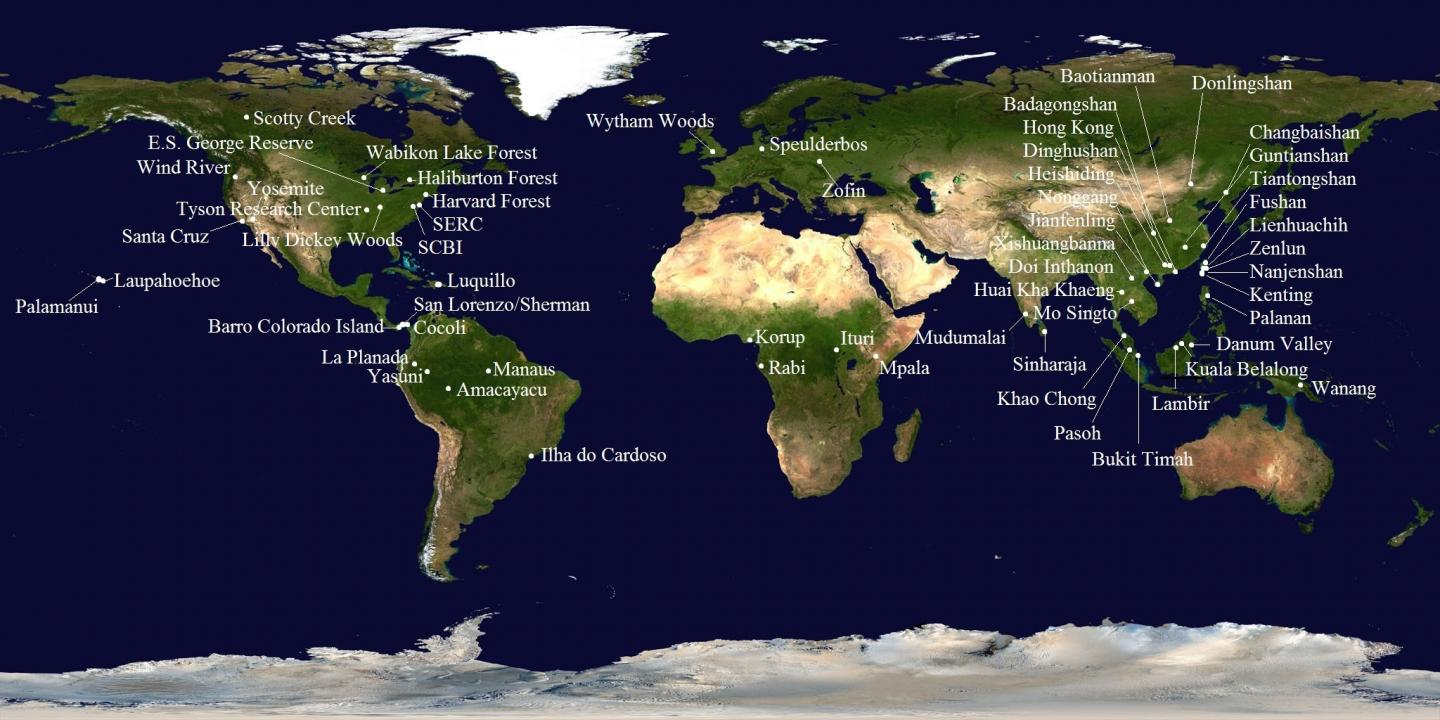 Baotianman
Donlingshan
Badagongshan
Scotty Creek
Wytham Woods
Hong Kong
Changbaishan
E.S. George Reserve
Speulderbos
Dinghushan
Guntianshan
Wabikon Lake Forest
Wind River
Heishiding
Tiantongshan
Haliburton Forest
Yosemite
Zofin
Nonggang
Fushan
Harvard Forest
Tyson Research Center
Jianfenling
Lienhuachih
SERC
Santa Cruz
Lilly Dickey Woods
Xishuangbanna
Zenlun
SCBI
Doi Inthanon
Nanjenshan
Laupahoehoe
Luquillo
Huai Kha Khaeng
Kenting
Palamanui
San Lorenzo/Sherman
Mo Singto
Palanan
Barro Colorado Island
Cocoli
Korup
Ituri
Mudumalai
Danum Valley
La Planada
Sinharaja
Yasuni
Manaus
Rabi
Mpala
Kuala Belalong
Amacayacu
Wanang
Khao Chong
Lambir
Pasoh
Ilha do Cardoso
Bukit Timah